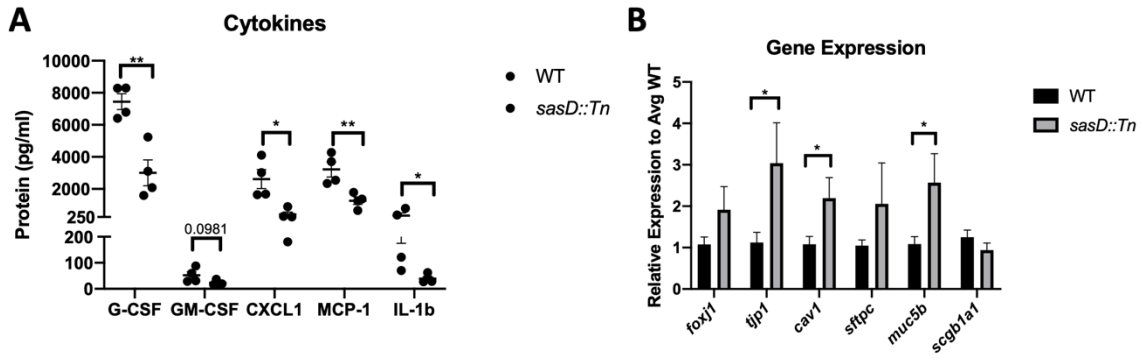 A
Cytokines
Protein (pg/ml)
10000
8000
6000
4000
2000
250
200
100
0
**
0.0981
*
**
*
G-CSF GM-CSF CXCL1 MCP-1 IL-1b
WT
sasD::Tn
B
Gene Expression
Relative Expression to Avg WT
5
4
3
2
1
0
*
*
*
foxj1 tjp1 cav1 sftpc muc5b scgb1a1
WT
sasD::Tn